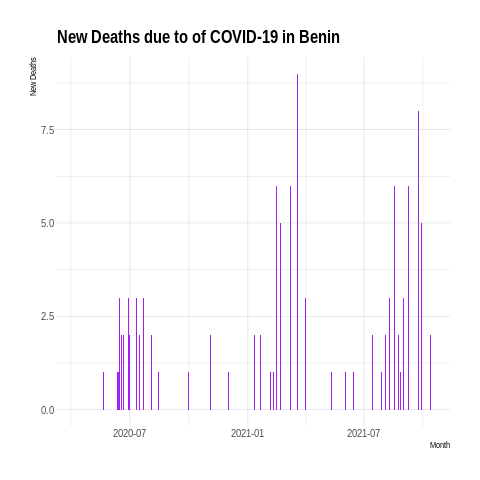 New Deaths due to of COVID-19 in Benin
New Deaths
7.5
5.0
2.5
0.0
2020-07
2021-01
2021-07
Month